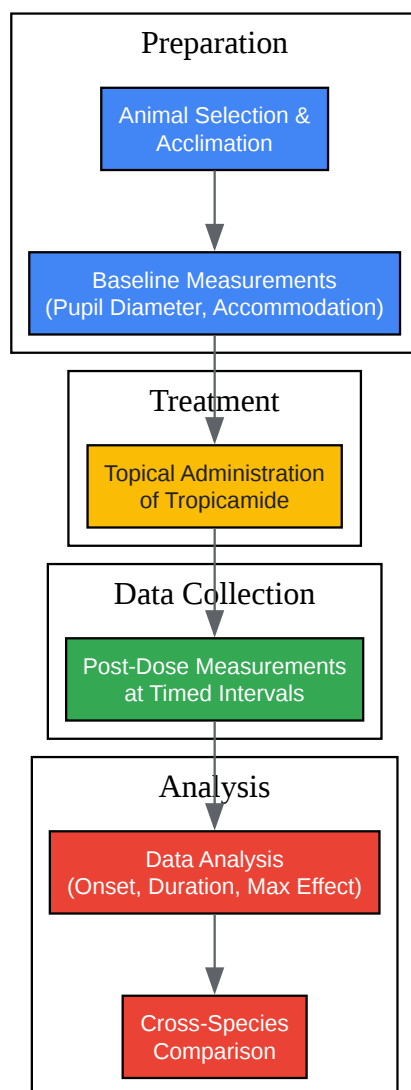 Preparation
Animal Selection &
Acclimation
Baseline Measurements
(Pupil Diameter, Accommodation)
Treatment
Topical Administration
of Tropicamide
Data Collection
Post-Dose Measurements
at Timed Intervals
Analysis
Data Analysis
(Onset, Duration, Max Effect)
Cross-Species
Comparison